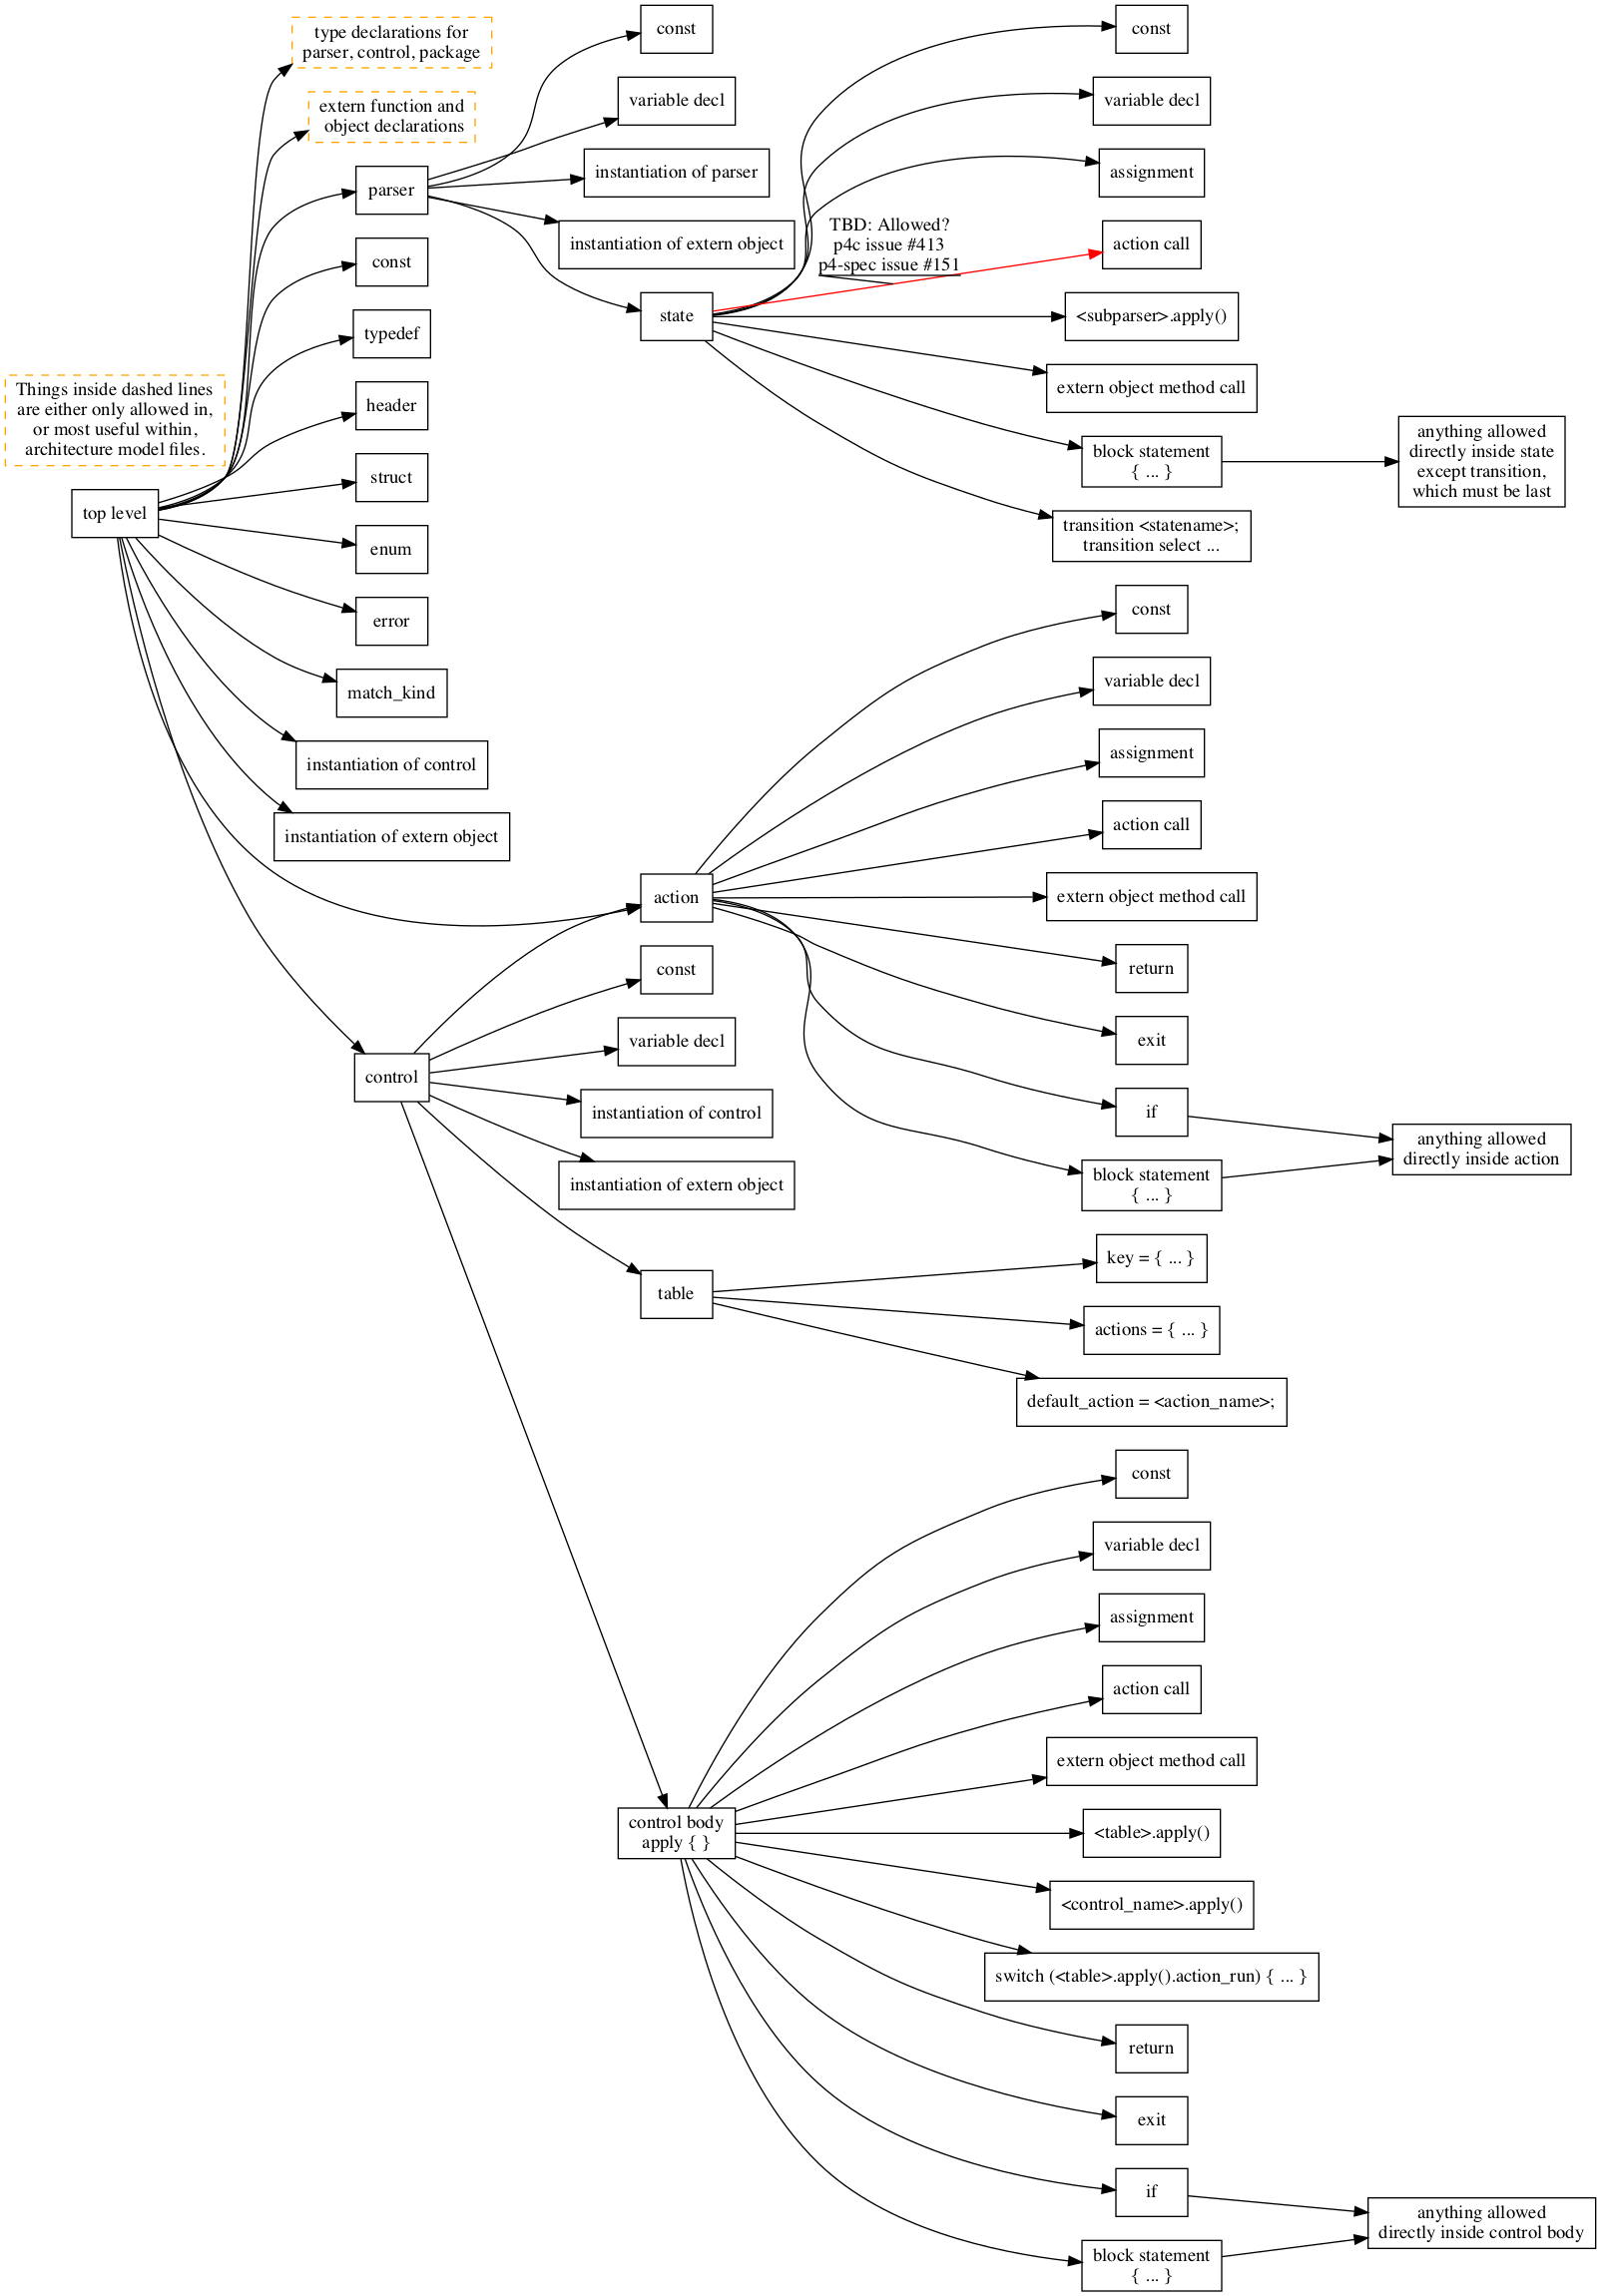 Things inside dashed lines
are either only allowed in,
or most useful within,
architecture model files.
top level
type declarations for
parser, control, package
extern function and
object declarations
parser
const
typedef
header
struct
enum
error
match_kind
instantiation of control
instantiation of extern object
control
const
variable decl
instantiation of parser
instantiation of extern object
state
TBD: Allowed?
p4c issue #413
p4-spec issue #151
action
const
variable decl
instantiation of control
instantiation of extern object
table
control body
apply { }
const
variable decl
assignment
action call
<subparser>.apply()
extern object method call
block statement
{ ... }
transition <statename>;
transition select ...
anything allowed
directly inside state
except transition,
which must be last
const
variable decl
assignment
action call
extern object method call
return
exit
if
block statement
{ ... }
anything allowed
directly inside action
key = { ... }
actions = { ... }
default_action = <action_name>;
const
variable decl
assignment
action call
extern object method call
<table>.apply()
<control_name>.apply()
switch (<table>.apply().action_run) { ... }
return
exit
if
block statement
{ ... }
anything allowed
directly inside control body